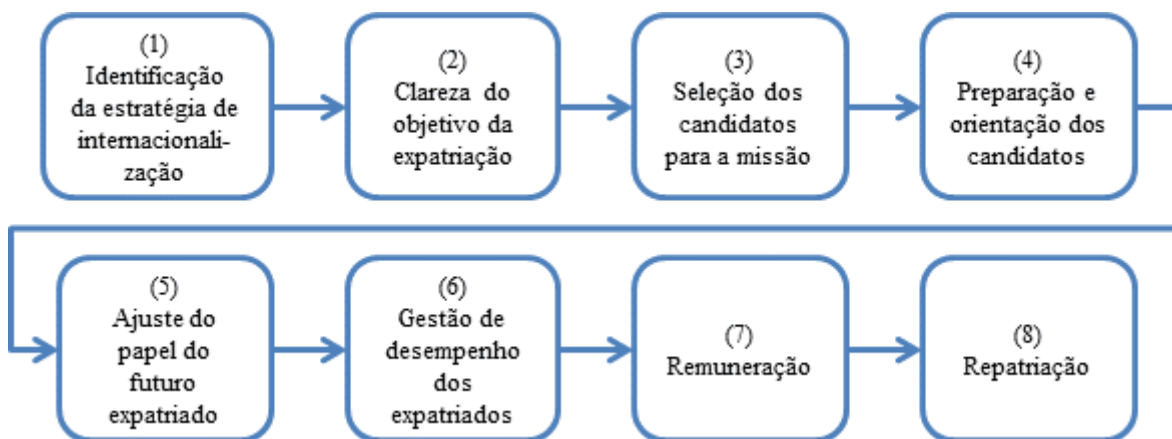 (1)
Identificação
da estratégia de
internacionali-
zação
(2)
Clareza do
objetivo da
expatriação
(3)
Seleção dos
candidatos
para a missão
(4)
Preparação e
orientação dos
candidatos
(5)
Ajuste do
papel do
futuro
expatriado
(6)
Gestão de
desempenho
dos
expatriados
(7)
Remuneração
(8)
Repatriação